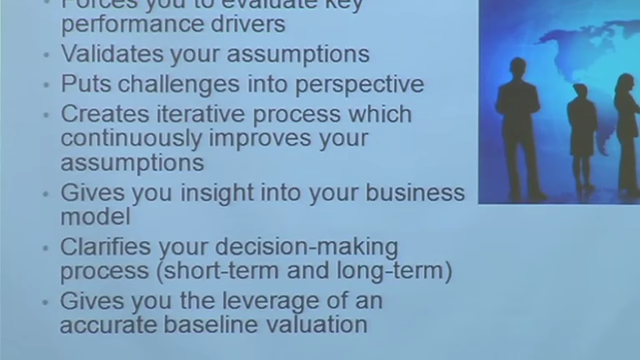 Forces you to evaluate key
performance drivers
• Validates your assumptions
• Puts challenges into perspective
• Creates iterative process which
continuously improves your
assumptions
• Gives you insight into your business
model
• Clarifies your decision-making
process (short-term and long-term)
• Gives you the leverage of an
accurate baseline valuation